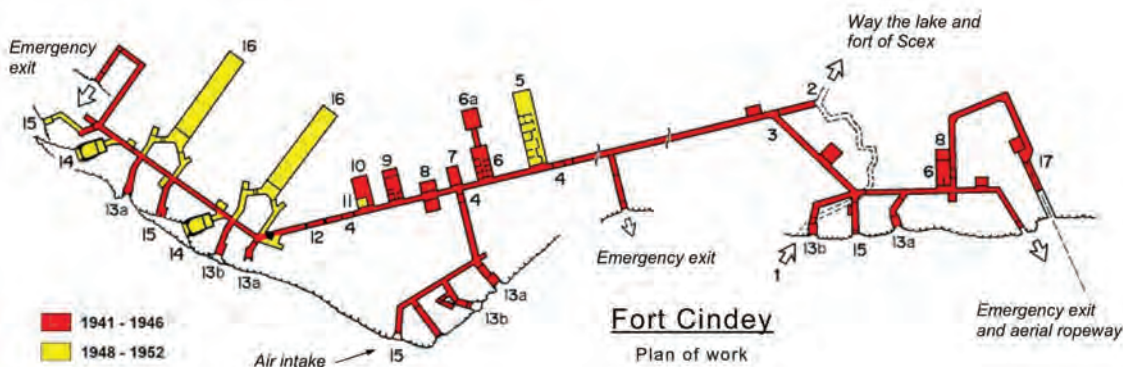 Emergency
exit
16
16
5
6a
Way the lake and
fort of Scex
2
3
15
14
13a
15
14
13b
13a
12
4
11
10
9
8
7
6
4
4
Emergency exit
8
6
17
1
13b
15
13a
13a
13b
15
1941 - 1946
1948 - 1952
Air intake
Fort Cindey
Plan of work
Emergency exit
and aerial ropeway